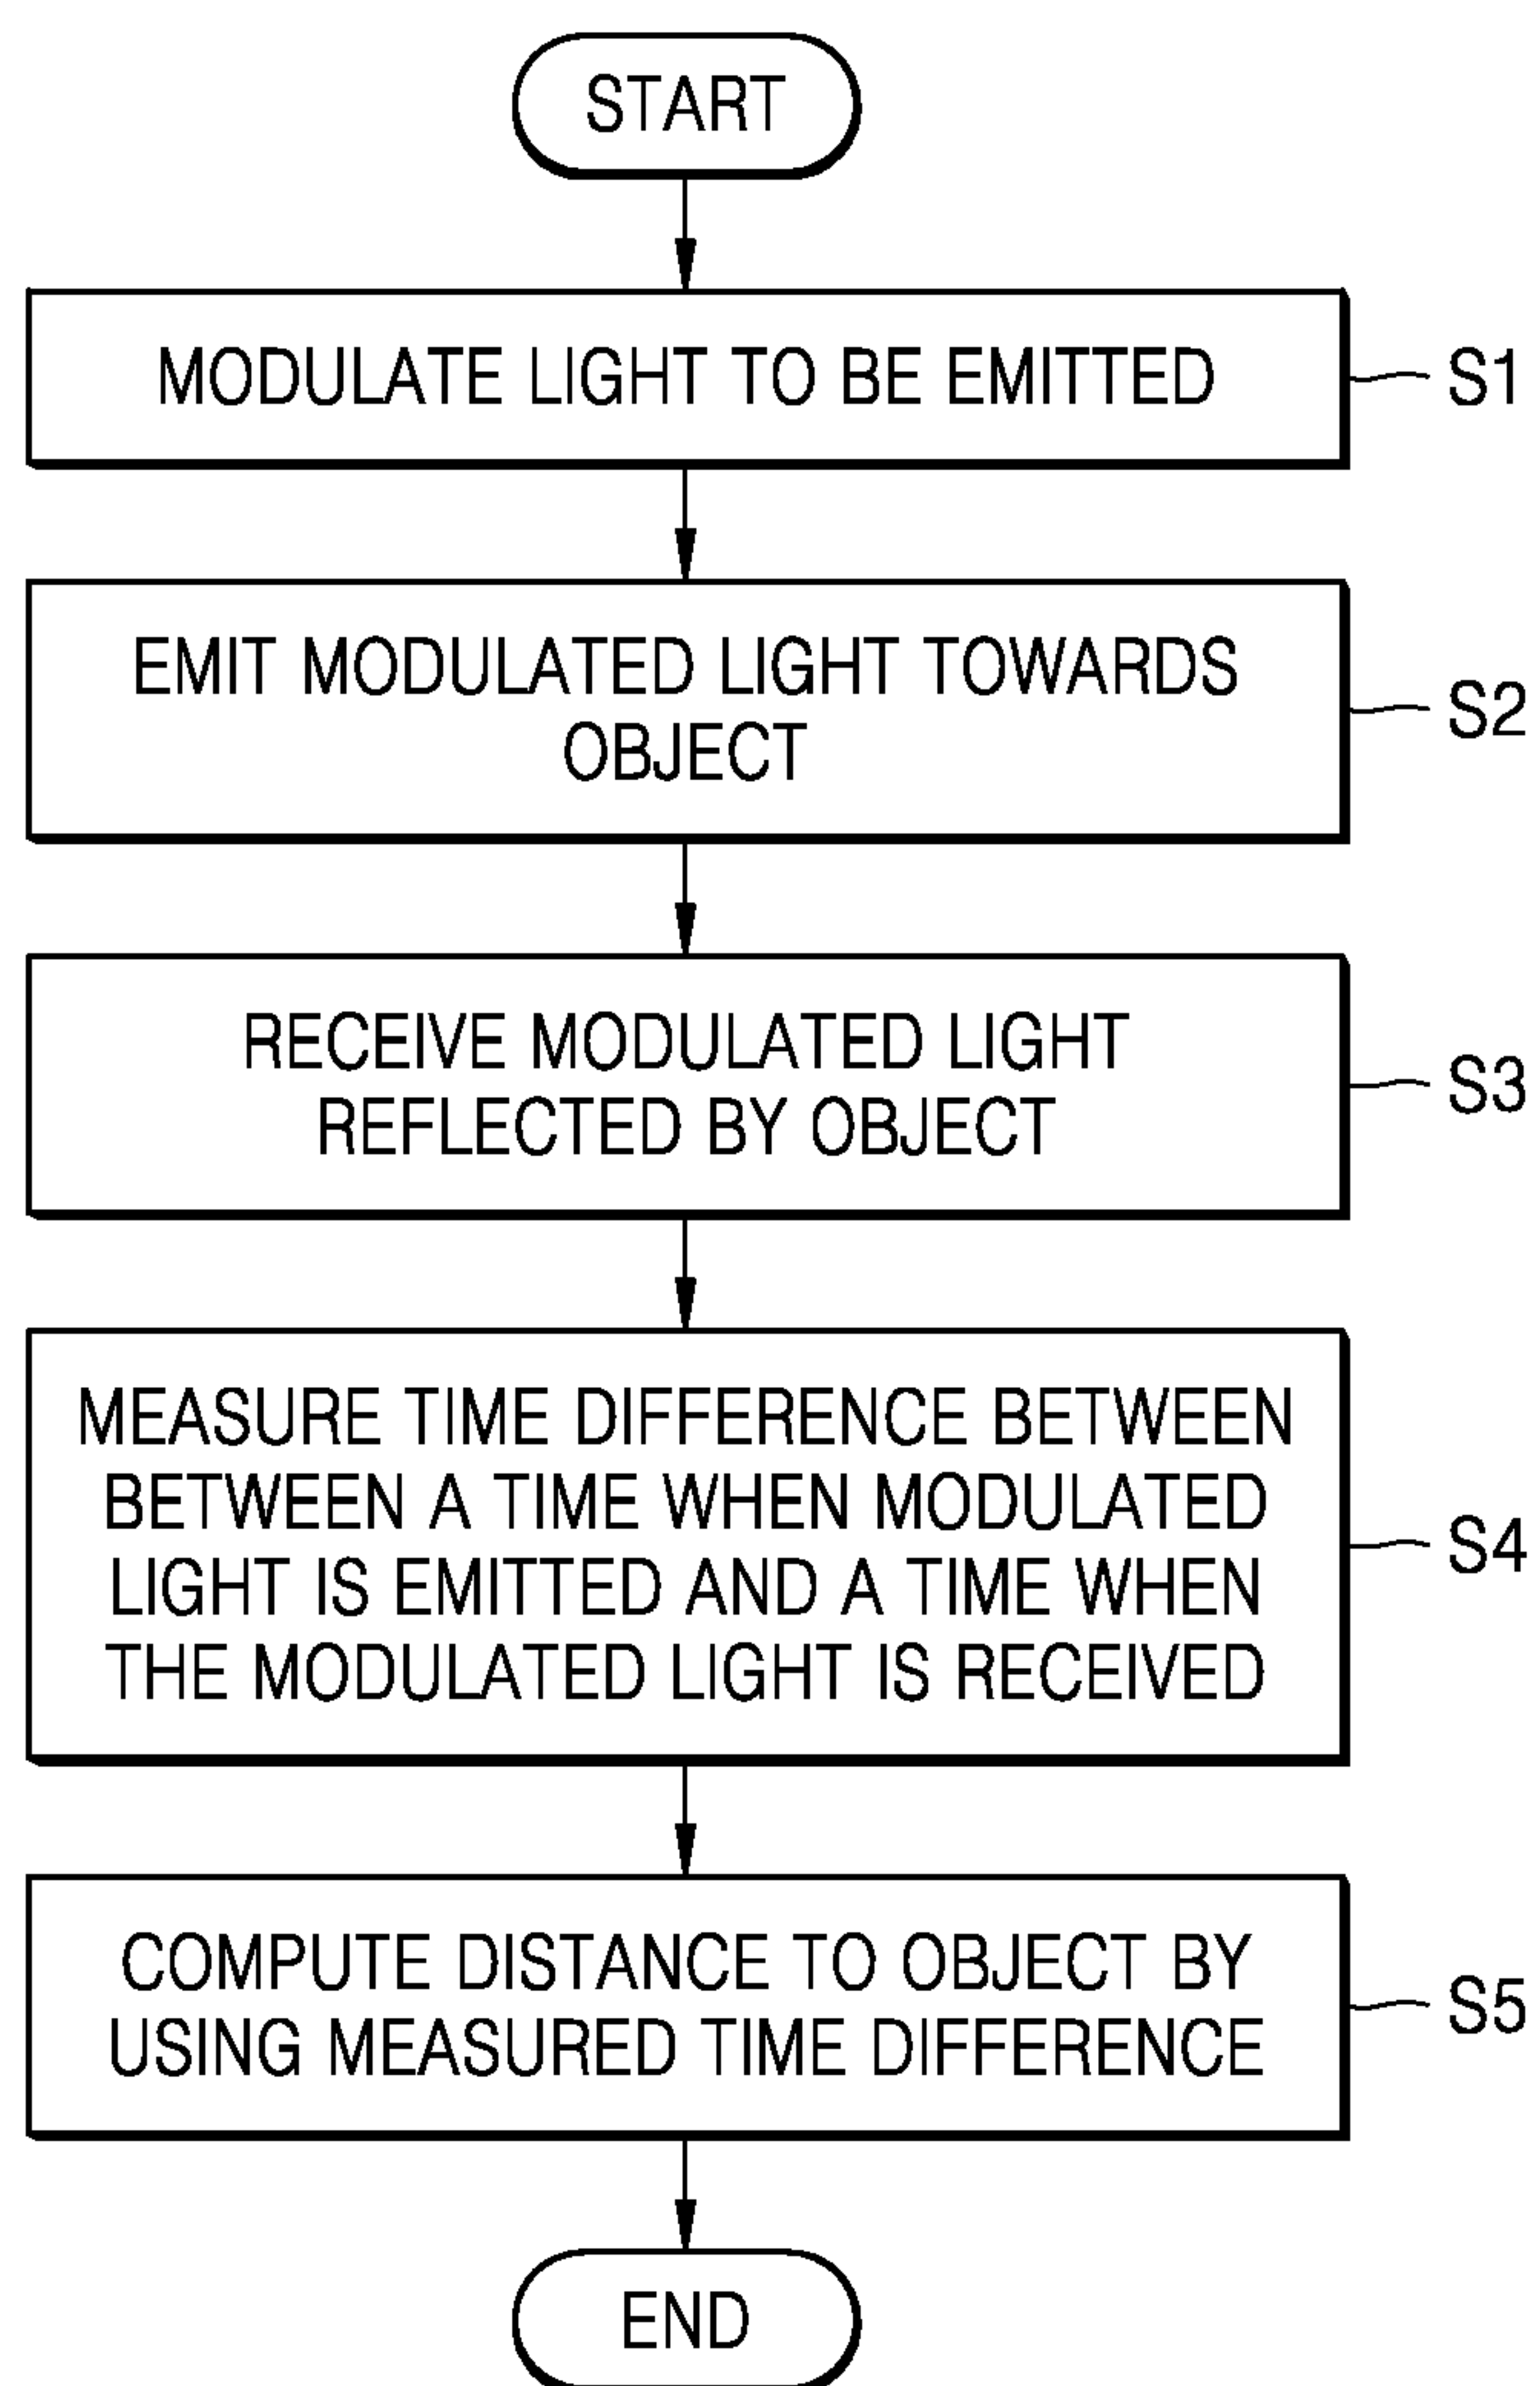 START
MODULATE LIGHT TO BE EMITTED
S1
EMIT MODULATED LIGHT TOWARDS
OBJECT
S2
RECEIVE MODULATED LIGHT
REFLECTED BY OBJECT
S3
MEASURE TIME DIFFERENCE BETWEEN
BETWEEN A TIME WHEN MODULATED
LIGHT IS EMITTED AND A TIME WHEN
THE MODULATED LIGHT IS RECEIVED
S4
COMPUTE DISTANCE TO OBJECT BY
USING MEASURED TIME DIFFERENCE
S5
END